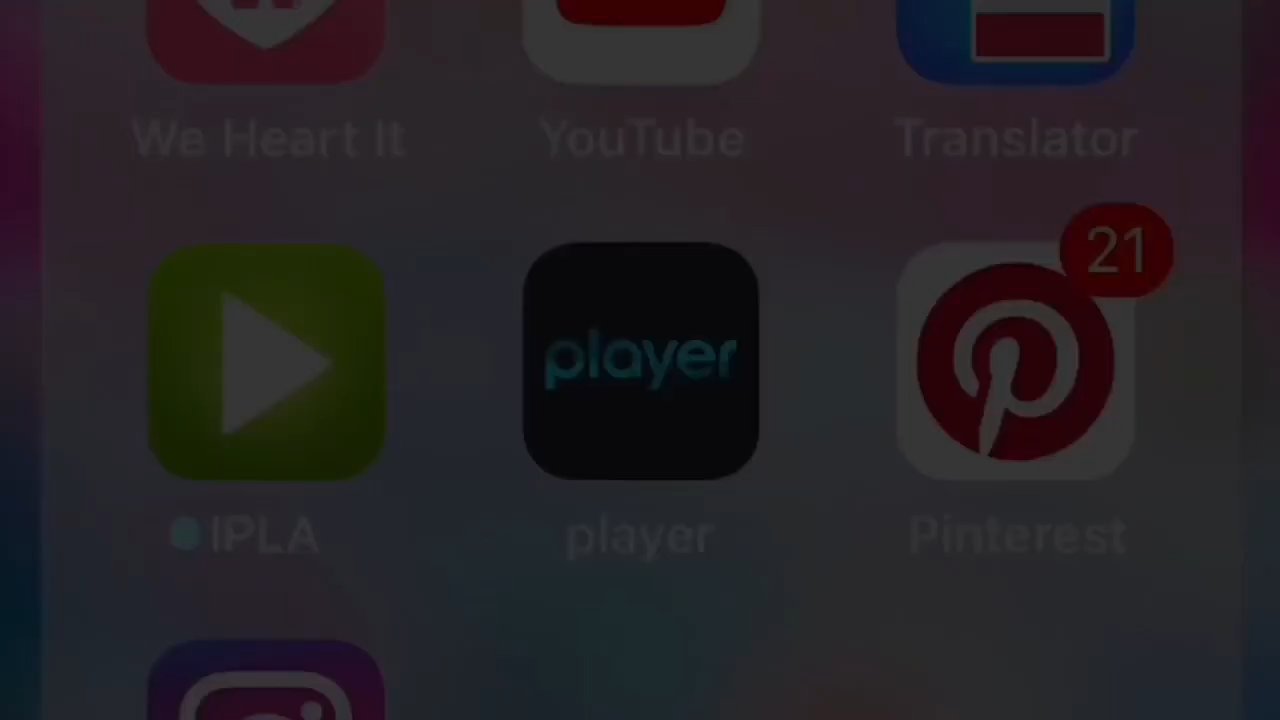 We Heart It
YouTube
Translator
21
player
IPLA
player
Pinterest